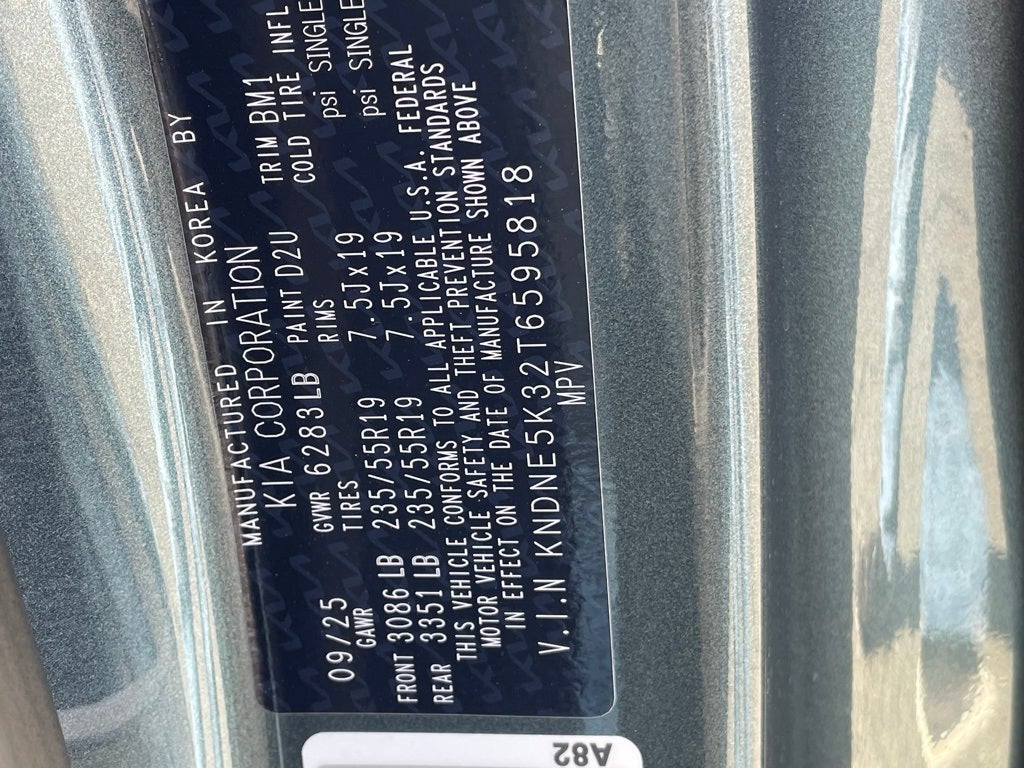 MANUFACTURED IN KOREA BY
KIA CORPORATION
09/25 GVWR 6283LB PAINT D2U TRIM BM1
GAWR TIRES RIMS COLD TIRE INFL
FRONT 3086 LB 235/55R19 7.5Jx19 psi SINGLE
REAR 3351 LB 235/55R19 7.5Jx19 psi SINGLE
THIS VEHICLE CONFORMS TO ALL APPLICABLE U.S.A. FEDERAL
MOTOR VEHICLE SAFETY AND THEFT PREVENTION STANDARDS
IN EFFECT ON THE DATE OF MANUFACTURE SHOWN ABOVE
V.I.N KNDNE5K32T6595818
MPV
A82